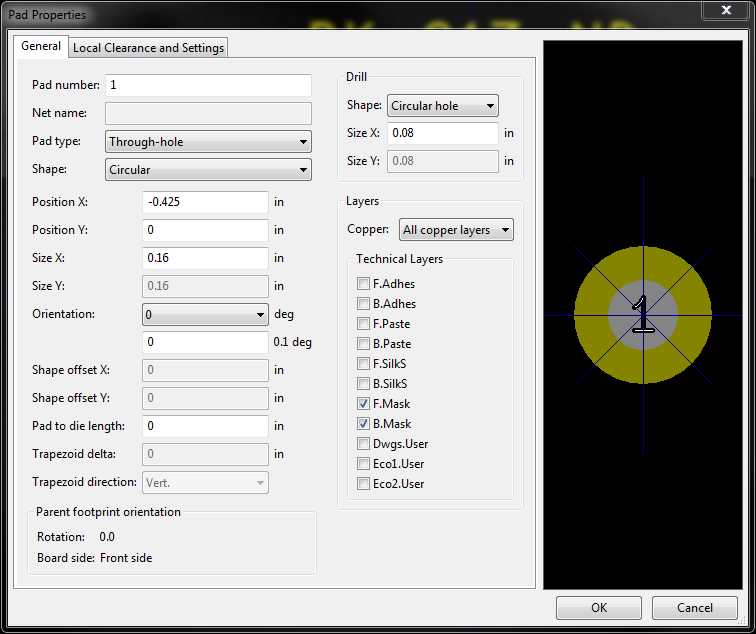 Pad Properties
General
Local Clearance and Settings
Pad number: 1
Net name:
Pad type: Through-hole
Shape: Circular
Position X: -0.425 in
Position Y: 0 in
Size X: 0.16 in
Size Y: 0.16 in
Orientation: 0 deg
0 0.1 deg
Shape offset X: 0 in
Shape offset Y: 0 in
Pad to die length: 0 in
Trapezoid delta: 0 in
Trapezoid direction: Vert.
Parent footprint orientation
Rotation: 0.0
Board side: Front side
Drill
Shape: Circular hole
Size X: 0.08 in
Size Y: 0.08 in
Layers
Copper: All copper layers
Technical Layers
F.Adhes
B.Adhes
F.Paste
B.Paste
F.SilkS
B.SilkS
F.Mask
B.Mask
Dwgs.User
Eco1.User
Eco2.User
1
OK
Cancel